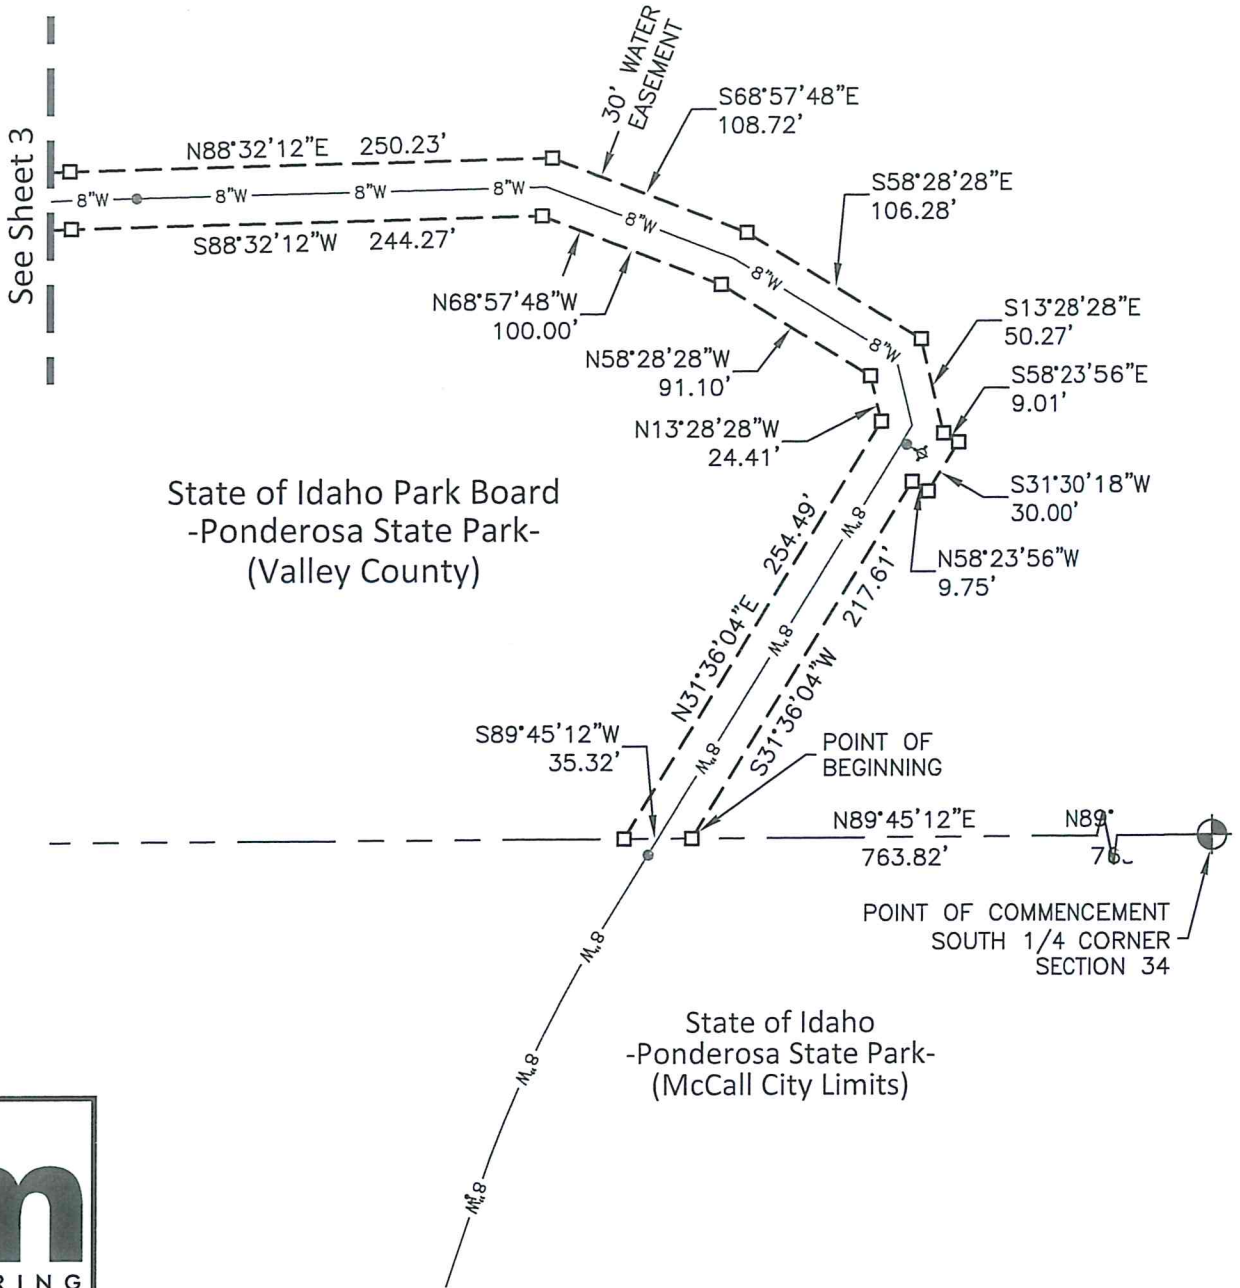 30' WATER
EASEMENT
S68°57'48"E
108.72'
See Sheet 3
N88°32'12"E 250.23'
S58°28'28"E
106.28'
8"W
8"W
8"W
8"W
8"W
S88°32'12"W 244.27'
8"W
N68°57'48"W
100.00'
S13°28'28"E
50.27'
8"W
N58°28'28"W
91.10'
S58°23'56"E
9.01'
N13°28'28"W
24.41'
State of Idaho Park Board
-Ponderosa State Park-
(Valley County)
S31°30'18"W
30.00'
8"W
N58°23'56"W
9.75'
N31°36'04"E 254.49'
8"W
S31°36'04"W 217.61'
S89°45'12"W
35.32'
8"W
POINT OF
BEGINNING
N89°45'12"E
763.82'
N89°
POINT OF COMMENCEMENT
SOUTH 1/4 CORNER
SECTION 34
8"W
State of Idaho
-Ponderosa State Park-
(McCall City Limits)
8"W
m
RING
8"W